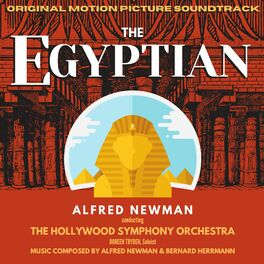 ORIGINAL MOTION PICTURE SOUNDTRACK
THE
EGYPTIAN
ALFRED NEWMAN
conducting
THE HOLLYWOOD SYMPHONY ORCHESTRA
DOREEN TRYDEN, Soloist
MUSIC COMPOSED BY ALFRED NEWMAN & BERNARD HERRMANN